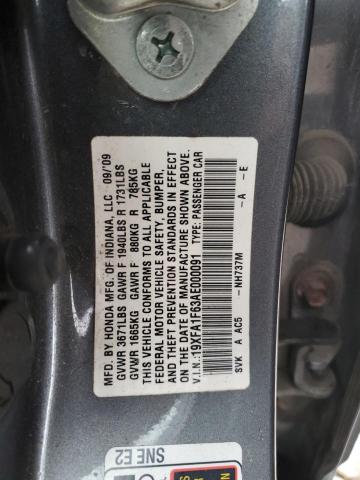 MFD. BY HONDA MFG. OF INDIANA, LLC 09/'09
GVWR 3671LBS GAWR F 1940LBS R 1731LBS
GVWR 1665KG GAWR F 880KG R 785KG
THIS VEHICLE CONFORMS TO ALL APPLICABLE
FEDERAL MOTOR VEHICLE SAFETY, BUMPER,
AND THEFT PREVENTION STANDARDS IN EFFECT
ON THE DATE OF MANUFACTURE SHOWN ABOVE.
V.I.N.:19XFA1F63AE000091 TYPE: PASSENGER CAR
SVK A AC5 -NH737M -A -E
SNE E2